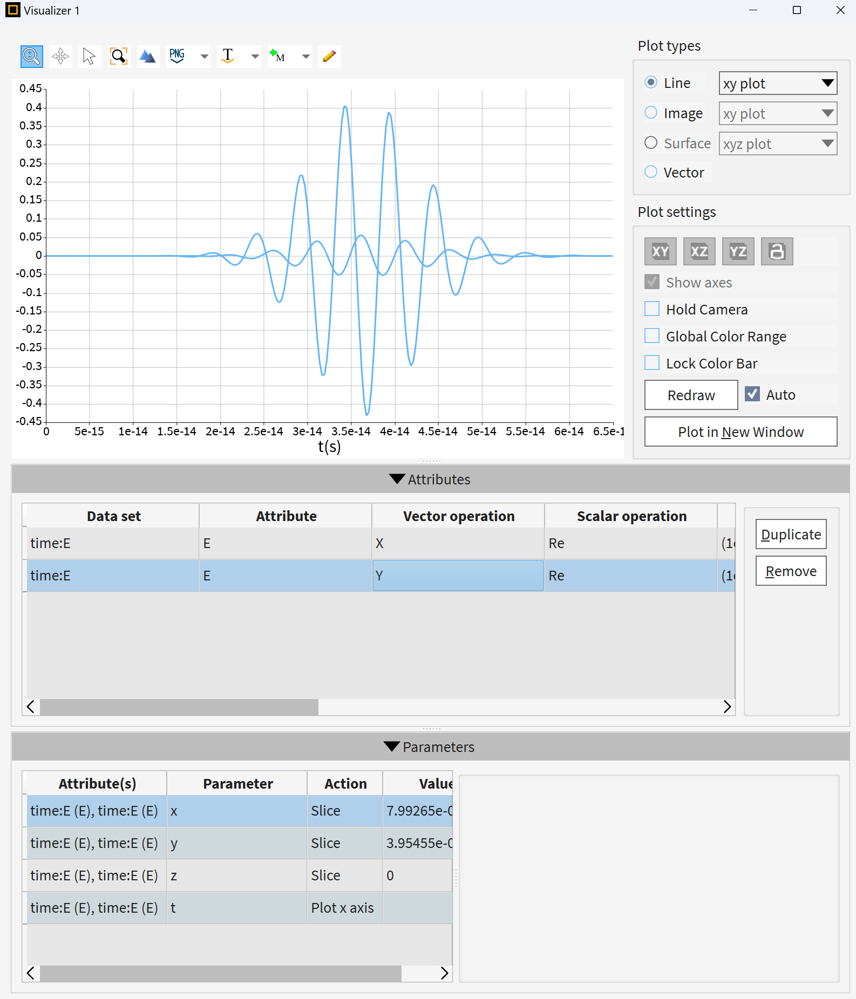 Visualizer 1
PNG T M
Plot types
Line xy plot
Image xy plot
Surface xyz plot
Vector
0.45
0.4
0.35
0.3
0.25
0.2
0.15
0.1
0.05
0
-0.05
-0.1
-0.15
-0.2
-0.25
-0.3
-0.35
-0.4
-0.45
0 5e-15 1e-14 1.5e-14 2e-14 2.5e-14 3e-14 3.5e-14 4e-14 4.5e-14 5e-14 5.5e-14 6e-14 6.5e-1
t(s)
Plot settings
XY XZ YZ a
Show axes
Hold Camera
Global Color Range
Lock Color Bar
Redraw Auto
Plot in New Window
Attributes
Data set Attribute Vector operation Scalar operation
time:E E X Re (1
time:E E Y Re (1
Duplicate
Remove
Parameters
Attribute(s) Parameter Action Value
time:E (E), time:E (E) x Slice 7.99265e-0
time:E (E), time:E (E) y Slice 3.95455e-0
time:E (E), time:E (E) z Slice 0
time:E (E), time:E (E) t Plot x axis